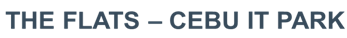 THE FLATS – CEBU IT PARK